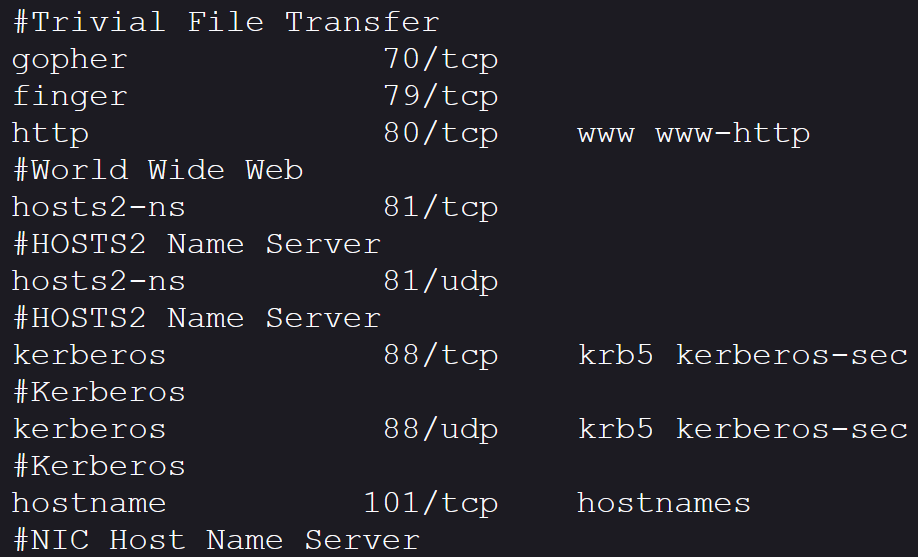 #Trivial File Transfer
gopher             70/tcp
finger             79/tcp
http               80/tcp    www www-http
#World Wide Web
hosts2-ns          81/tcp
#HOSTS2 Name Server
hosts2-ns          81/udp
#HOSTS2 Name Server
kerberos           88/tcp    krb5 kerberos-sec
#Kerberos
kerberos           88/udp    krb5 kerberos-sec
#Kerberos
hostname          101/tcp    hostnames
#NIC Host Name Server